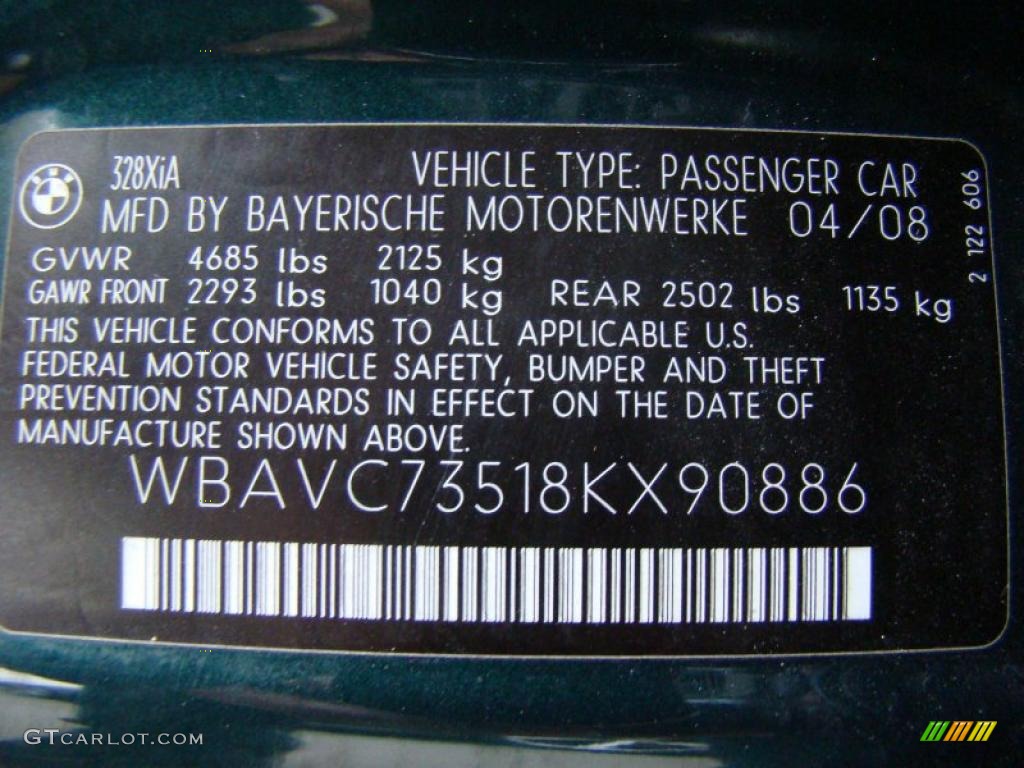 328XiA VEHICLE TYPE: PASSENGER CAR
MFD BY BAYERISCHE MOTORENWERKE 04/08
GVWR 4685 lbs 2125 kg
GAWR FRONT 2293 lbs 1040 kg REAR 2502 lbs 1135 kg
THIS VEHICLE CONFORMS TO ALL APPLICABLE U.S.
FEDERAL MOTOR VEHICLE SAFETY, BUMPER AND THEFT
PREVENTION STANDARDS IN EFFECT ON THE DATE OF
MANUFACTURE SHOWN ABOVE.
WBAVC73518KX90886
2 122 606
GTCARLOT.COM